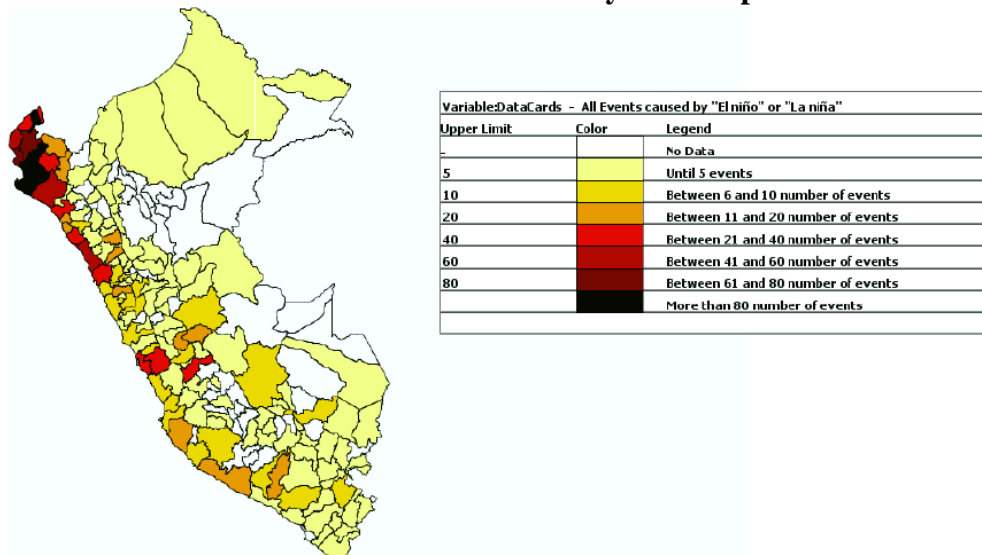 Variable:DataCards - All Events caused by "El niño" or "La niña"
Upper Limit Color Legend
- No Data
5 Until 5 events
10 Between 6 and 10 number of events
20 Between 11 and 20 number of events
40 Between 21 and 40 number of events
60 Between 41 and 60 number of events
80 Between 61 and 80 number of events
More than 80 number of events